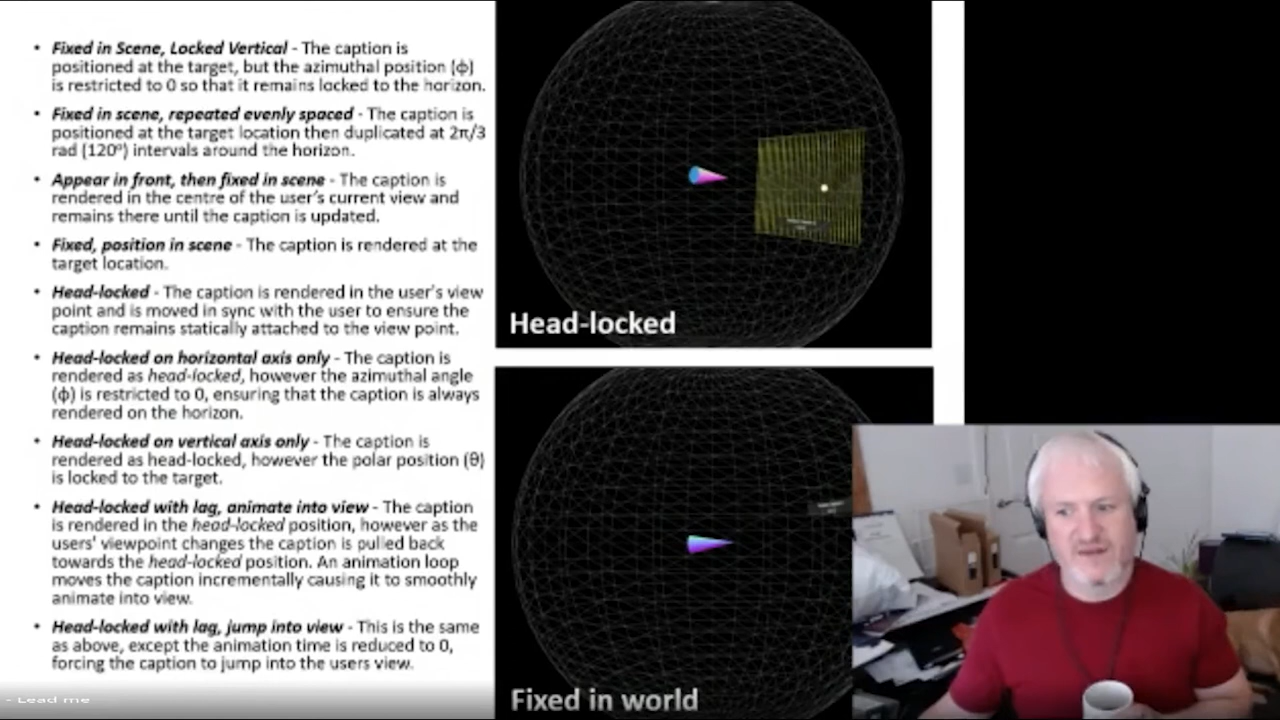 • Fixed in Scene, Locked Vertical - The caption is
positioned at the target, but the azimuthal position (ϕ)
is restricted to 0 so that it remains locked to the horizon.
• Fixed in scene, repeated evenly spaced - The caption is
positioned at the target location then duplicated at 2π/3
rad (120°) intervals around the horizon.
• Appear in front, then fixed in scene - The caption is
rendered in the centre of the user's current view and
remains there until the caption is updated.
• Fixed, position in scene - The caption is rendered at the
target location.
• Head-locked - The caption is rendered in the user's view
point and is moved in sync with the user to ensure the
caption remains statically attached to the view point.
• Head-locked on horizontal axis only - The caption is
rendered as head-locked, however the azimuthal angle
(ϕ) is restricted to 0, ensuring that the caption is always
rendered on the horizon.
• Head-locked on vertical axis only - The caption is
rendered as head-locked, however the polar position (θ)
is locked to the target.
• Head-locked with lag, animate into view - The caption
is rendered in the head-locked position, however as the
users' viewpoint changes the caption is pulled back
towards the head-locked position. An animation loop
moves the caption incrementally causing it to smoothly
animate into view.
• Head-locked with lag, jump into view - This is the same
as above, except the animation time is reduced to 0,
forcing the caption to jump into the users view.
- Lead me
Head-locked
Fixed in world